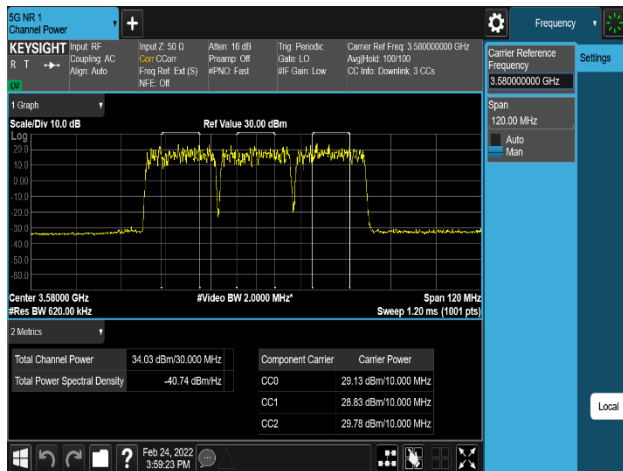 5G NR 1
Channel Power
Frequency
KEYSIGHT
R T
Input: RF
Coupling: AC
Align: Auto
Input Z: 50 Ω
Corr CCorr
Freq Ref: Ext (S)
NFE: Off
Atten: 16 dB
Preamp: Off
#PNO: Fast
Trig: Periodic
Gate: LO
#IF Gain: Low
Carrier Ref Freq: 3.580000000 GHz
Avg|Hold: 100/100
CC Info: Downlink, 3 CCs
Carrier Reference
Frequency
3.580000000 GHz
Settings
Span
120.00 MHz
Auto
Man
1 Graph
Scale/Div 10.0 dB
Ref Value 30.00 dBm
Log
20.0
10.0
0.00
-10.0
-20.0
-30.0
-40.0
-50.0
-60.0
Center 3.58000 GHz
#Video BW 2.0000 MHz*
Span 120 MHz
#Res BW 620.00 kHz
Sweep 1.20 ms (1001 pts)
2 Metrics
Total Channel Power 34.03 dBm/30.000 MHz
Total Power Spectral Density -40.74 dBm/Hz
Component Carrier Carrier Power
CC0 29.13 dBm/10.000 MHz
CC1 28.83 dBm/10.000 MHz
CC2 29.78 dBm/10.000 MHz
Local
?
Feb 24, 2022
3:59:23 PM